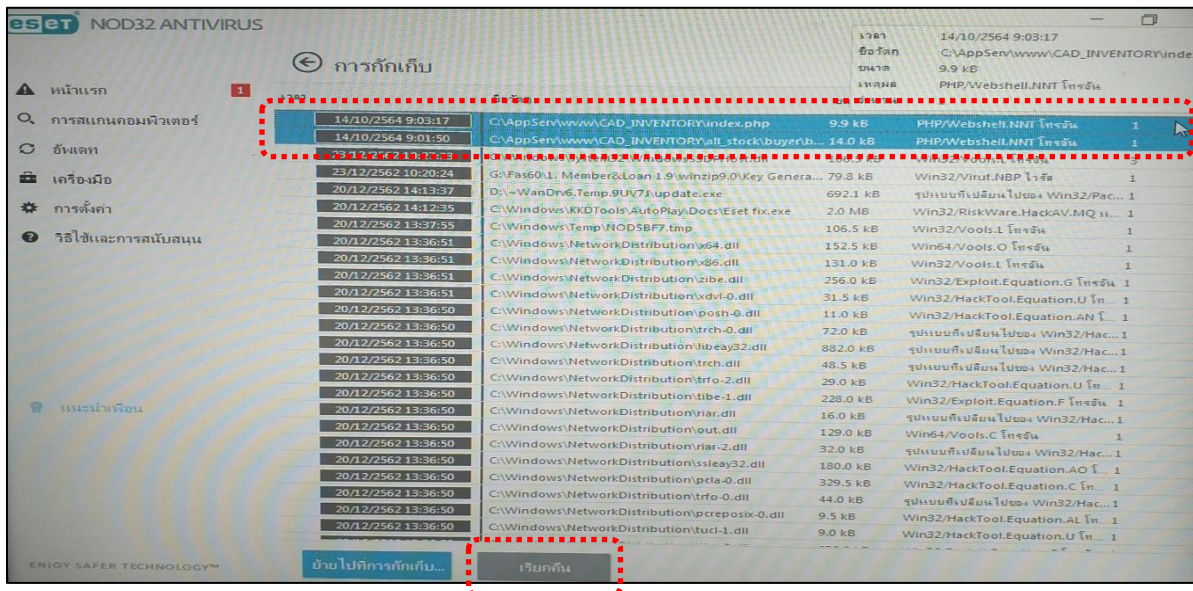 eset NOD32 ANTIVIRUS
เวลา 14/10/2564 9:03:17
ชื่อวัตถุ C:\AppServ\www\CAD_INVENTORY\inde
ขนาด 9.9 kB
เหตุผล PHP/Webshell.NNT โทรจัน
การกักเก็บ
หน้าแรก 1
การสแกนคอมพิวเตอร์
อัพเดท
เครื่องมือ
การตั้งค่า
วิธีใช้และการสนับสนุน
แนะนำเพื่อน
14/10/2564 9:03:17 C:\AppServ\www\CAD_INVENTORY\index.php 9.9 kB PHP/Webshell.NNT โทรจัน 1
14/10/2564 9:01:50 C:\AppServ\www\CAD_INVENTORY\all_stock\buyer\b... 14.0 kB PHP/Webshell.NNT โทรจัน 1
23/12/2562 10:20:24 G:\Fas60\1. Member&Loan 1.9\winzip9.0\Key Genera... 79.8 kB Win32/Virut.NBP ไวรัส 1
20/12/2562 14:13:37 D:\~WanDrv6.Temp.9UV7J\update.exe 692.1 kB รูปแบบที่เปลี่ยนไปของ Win32/Pac... 1
20/12/2562 14:12:35 C:\Windows\KKDTools\AutoPlay\Docs\Eset fix.exe 2.0 MB Win32/RiskWare.HackAV.MQ แ... 1
20/12/2562 13:37:55 C:\Windows\Temp\NOD5BF7.tmp 106.5 kB Win32/Vools.L โทรจัน 1
20/12/2562 13:36:51 C:\Windows\NetworkDistribution\x64.dll 152.5 kB Win64/Vools.O โทรจัน 1
20/12/2562 13:36:51 C:\Windows\NetworkDistribution\x86.dll 131.0 kB Win32/Vools.L โทรจัน 1
20/12/2562 13:36:51 C:\Windows\NetworkDistribution\zibe.dll 256.0 kB Win32/Exploit.Equation.G โทรจัน 1
20/12/2562 13:36:51 C:\Windows\NetworkDistribution\xdvl-0.dll 31.5 kB Win32/HackTool.Equation.U โท... 1
20/12/2562 13:36:50 C:\Windows\NetworkDistribution\posh-0.dll 11.0 kB Win32/HackTool.Equation.AN โ... 1
20/12/2562 13:36:50 C:\Windows\NetworkDistribution\trch-0.dll 72.0 kB รูปแบบที่เปลี่ยนไปของ Win32/Hac... 1
20/12/2562 13:36:50 C:\Windows\NetworkDistribution\libeay32.dll 882.0 kB รูปแบบที่เปลี่ยนไปของ Win32/Hac... 1
20/12/2562 13:36:50 C:\Windows\NetworkDistribution\trch.dll 48.5 kB รูปแบบที่เปลี่ยนไปของ Win32/Hac... 1
20/12/2562 13:36:50 C:\Windows\NetworkDistribution\trfo-2.dll 29.0 kB Win32/HackTool.Equation.U โท... 1
20/12/2562 13:36:50 C:\Windows\NetworkDistribution\tibe-1.dll 228.0 kB Win32/Exploit.Equation.F โทรจัน 1
20/12/2562 13:36:50 C:\Windows\NetworkDistribution\riar.dll 16.0 kB รูปแบบที่เปลี่ยนไปของ Win32/Hac... 1
20/12/2562 13:36:50 C:\Windows\NetworkDistribution\out.dll 129.0 kB Win64/Vools.C โทรจัน 1
20/12/2562 13:36:50 C:\Windows\NetworkDistribution\riar-2.dll 32.0 kB รูปแบบที่เปลี่ยนไปของ Win32/Hac... 1
20/12/2562 13:36:50 C:\Windows\NetworkDistribution\ssleay32.dll 180.0 kB Win32/HackTool.Equation.AO โ... 1
20/12/2562 13:36:50 C:\Windows\NetworkDistribution\pcla-0.dll 329.5 kB Win32/HackTool.Equation.C โท... 1
20/12/2562 13:36:50 C:\Windows\NetworkDistribution\trfo-0.dll 44.0 kB รูปแบบที่เปลี่ยนไปของ Win32/Hac... 1
20/12/2562 13:36:50 C:\Windows\NetworkDistribution\pcreposix-0.dll 9.5 kB Win32/HackTool.Equation.AL โท... 1
20/12/2562 13:36:50 C:\Windows\NetworkDistribution\tucl-1.dll 9.0 kB Win32/HackTool.Equation.U โท... 1
ENJOY SAFER TECHNOLOGY™
ย้ายไปที่การกักเก็บ...
เรียกคืน